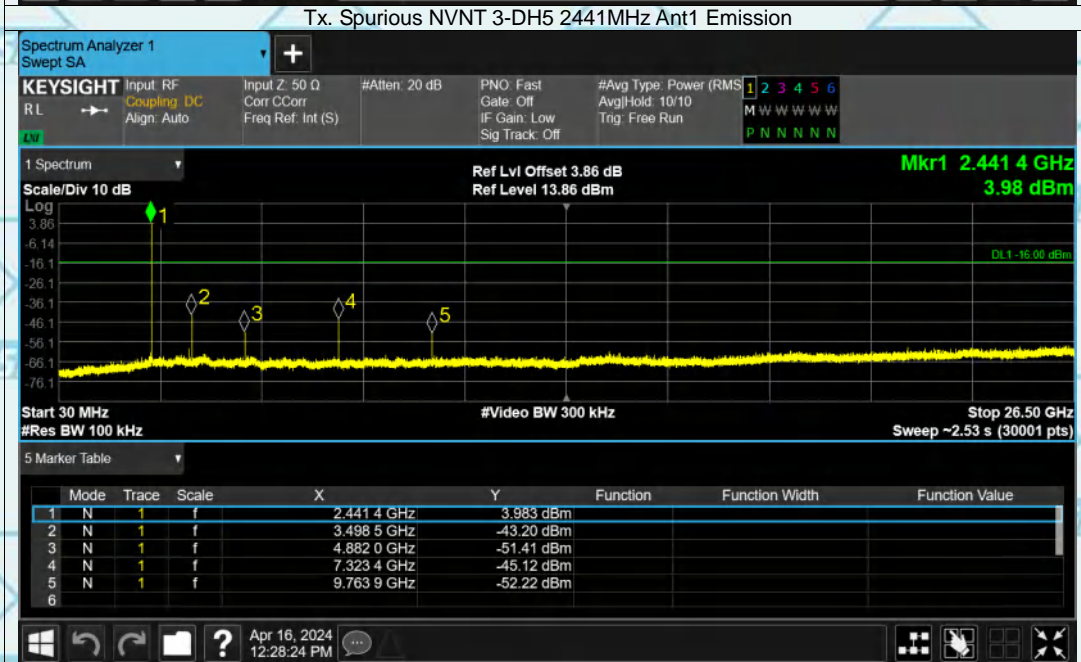 Tx. Spurious NVNT 3-DH5 2441MHz Ant1 Emission
Spectrum Analyzer 1
Swept SA
+
KEYSIGHT Input: RF Input Z: 50 Ω #Atten: 20 dB PNO: Fast #Avg Type: Power (RMS 1 2 3 4 5 6
RL Coupling: DC Corr CCorr Gate: Off Avg|Hold: 10/10 M W W W W W
Align: Auto Freq Ref: Int (S) IF Gain: Low Trig: Free Run
LXI Sig Track: Off P N N N N N
1 Spectrum Ref Lvl Offset 3.86 dB Mkr1 2.441 4 GHz
Scale/Div 10 dB Ref Level 13.86 dBm 3.98 dBm
Log
1
3.86
-6.14
DL1 -16.00 dBm
-16.1
-26.1
2
-36.1
3 4 5
-46.1
-56.1
-66.1
-76.1
Start 30 MHz #Video BW 300 kHz Stop 26.50 GHz
#Res BW 100 kHz Sweep ~2.53 s (30001 pts)
5 Marker Table
Mode Trace Scale X Y Function Function Width Function Value
1 N 1 f 2.441 4 GHz 3.983 dBm
2 N 1 f 3.498 5 GHz -43.20 dBm
3 N 1 f 4.882 0 GHz -51.41 dBm
4 N 1 f 7.323 4 GHz -45.12 dBm
5 N 1 f 9.763 9 GHz -52.22 dBm
6
? Apr 16, 2024
12:28:24 PM